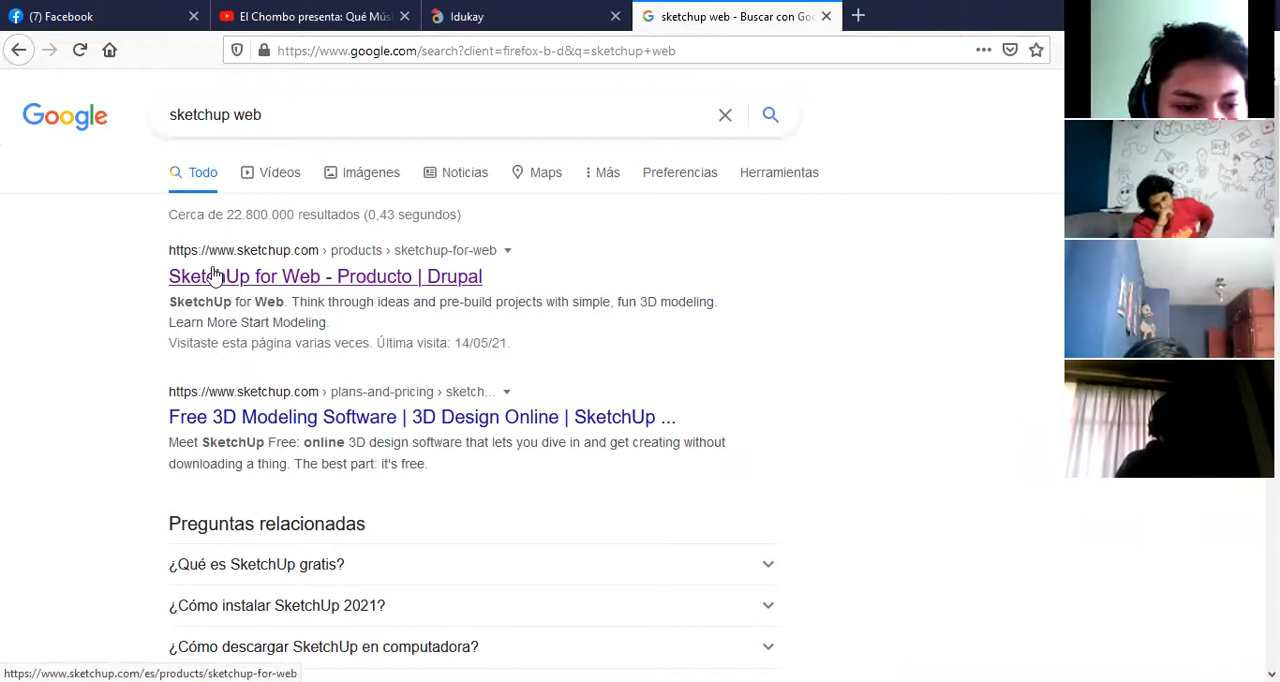 (7) Facebook
El Chombo presenta: Qué Mús
Idukay
sketchup web - Buscar con Goo
https://www.google.com/search?client=firefox-b-d&q=sketchup+web
Google
sketchup web
Todo
Vídeos
Imágenes
Noticias
Maps
Más
Preferencias
Herramientas
Cerca de 22.800.000 resultados (0,43 segundos)
https://www.sketchup.com › products › sketchup-for-web
SketchUp for Web - Producto | Drupal
SketchUp for Web. Think through ideas and pre-build projects with simple, fun 3D modeling.
Learn More Start Modeling.
Visitaste esta página varias veces. Última visita: 14/05/21.
https://www.sketchup.com › plans-and-pricing › sketch...
Free 3D Modeling Software | 3D Design Online | SketchUp ...
Meet SketchUp Free: online 3D design software that lets you dive in and get creating without
downloading a thing. The best part: it's free.
Preguntas relacionadas
¿Qué es SketchUp gratis?
¿Cómo instalar SketchUp 2021?
¿Cómo descargar SketchUp en computadora?
https://www.sketchup.com/es/products/sketchup-for-web